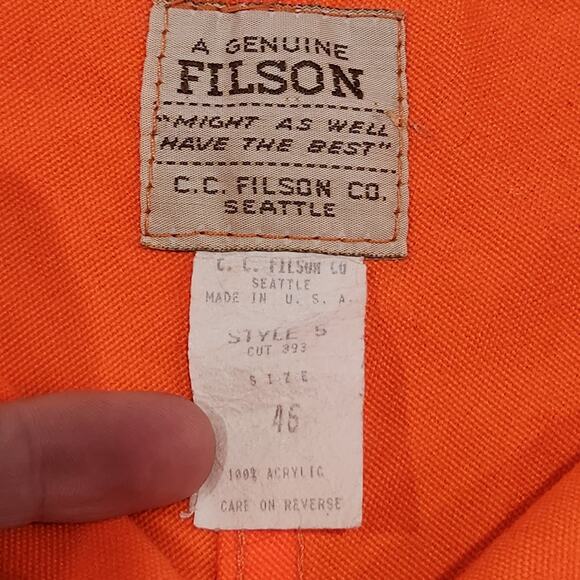 A GENUINE
FILSON
"MIGHT AS WELL
HAVE THE BEST"
C.C. FILSON CO.
SEATTLE
C. C. FILSON CO
SEATTLE
MADE IN U. S. A.
STYLE 5
CUT 393
SIZE
46
100% ACRYLIC
CARE ON REVERSE